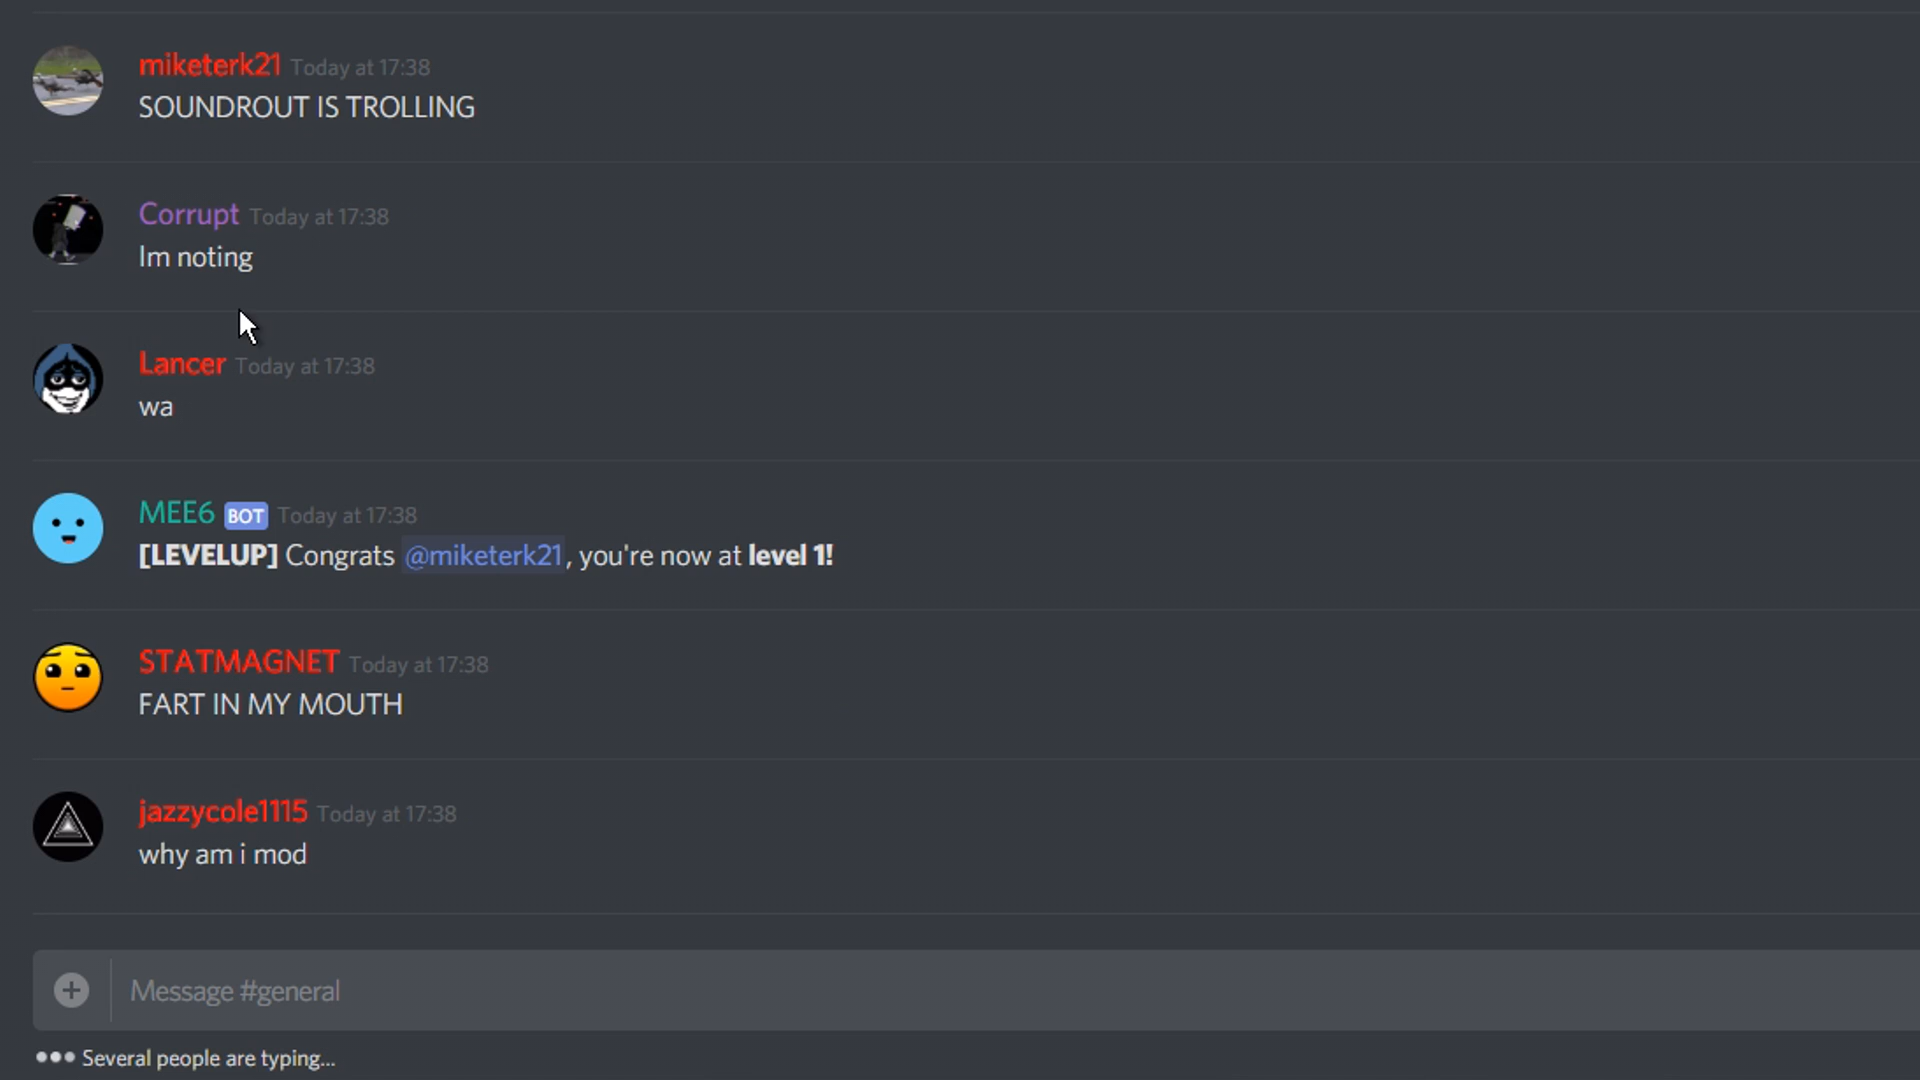 miketerk21 Today at 17:38
SOUNDROUT IS TROLLING
Corrupt Today at 17:38
Im noting
Lancer Today at 17:38
wa
MEE6 BOT Today at 17:38
[LEVELUP] Congrats @miketerk21, you're now at level 1!
STATMAGNET Today at 17:38
FART IN MY MOUTH
jazzycole1115 Today at 17:38
why am i mod
Message #general
Several people are typing...